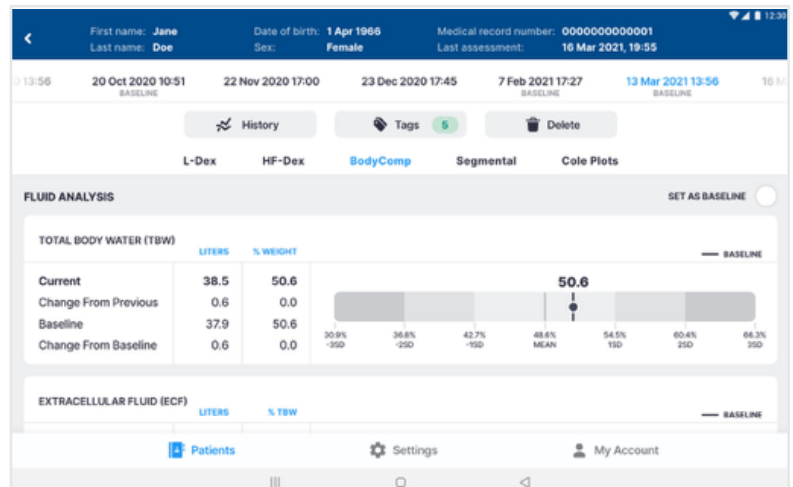 12:30
First name: Jane Date of birth: 1 Apr 1966 Medical record number: 0000000000001
Last name: Doe Sex: Female Last assessment: 16 Mar 2021, 19:55
13:56 20 Oct 2020 10:51 22 Nov 2020 17:00 23 Dec 2020 17:45 7 Feb 2021 17:27 13 Mar 2021 13:56 16 M
BASELINE BASELINE BASELINE
History Tags 5 Delete
L-Dex HF-Dex BodyComp Segmental Cole Plots
FLUID ANALYSIS SET AS BASELINE
TOTAL BODY WATER (TBW) LITERS % WEIGHT BASELINE
Current 38.5 50.6 50.6
Change From Previous 0.6 0.0
Baseline 37.9 50.6
Change From Baseline 0.6 0.0
30.9% 36.8% 42.7% 48.6% 54.5% 60.4% 66.3%
-3SD -2SD -1SD MEAN 1SD 2SD 3SD
EXTRACELLULAR FLUID (ECF) LITERS % TBW BASELINE
Patients Settings My Account